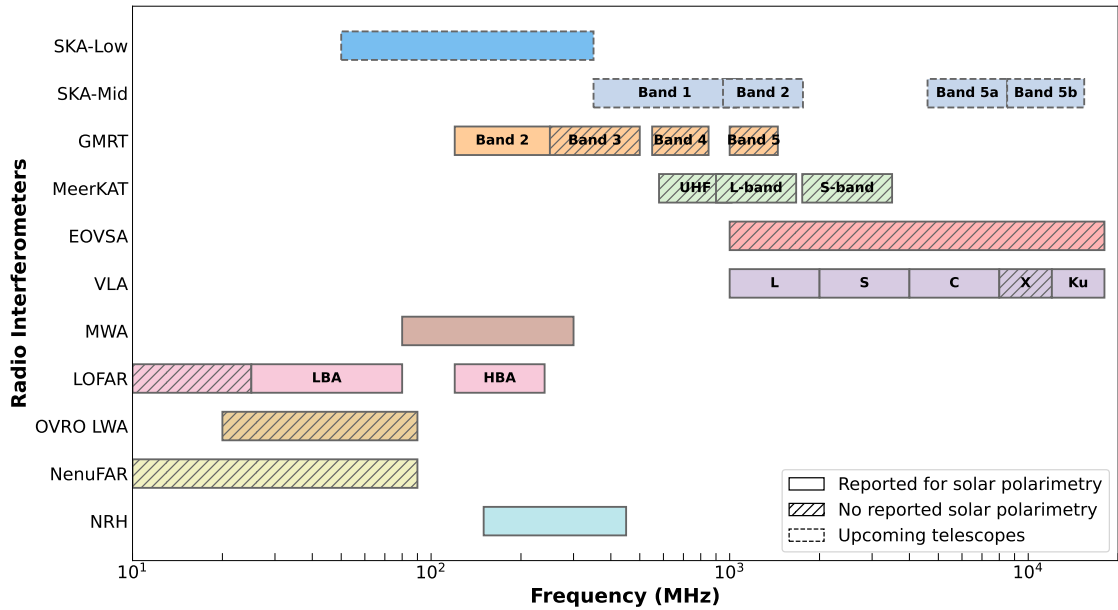 SKA-Low
SKA-Mid
Band 1
Band 2
Band 5a
Band 5b
GMRT
Band 2
Band 3
Band 4
Band 5
MeerKAT
UHF
L-band
S-band
EOVSA
VLA
L
S
C
X
Ku
MWA
LOFAR
LBA
HBA
OVRO LWA
NenuFAR
NRH
Reported for solar polarimetry
No reported solar polarimetry
Upcoming telescopes
10¹
10²
10³
10⁴
Frequency (MHz)
Radio Interferometers